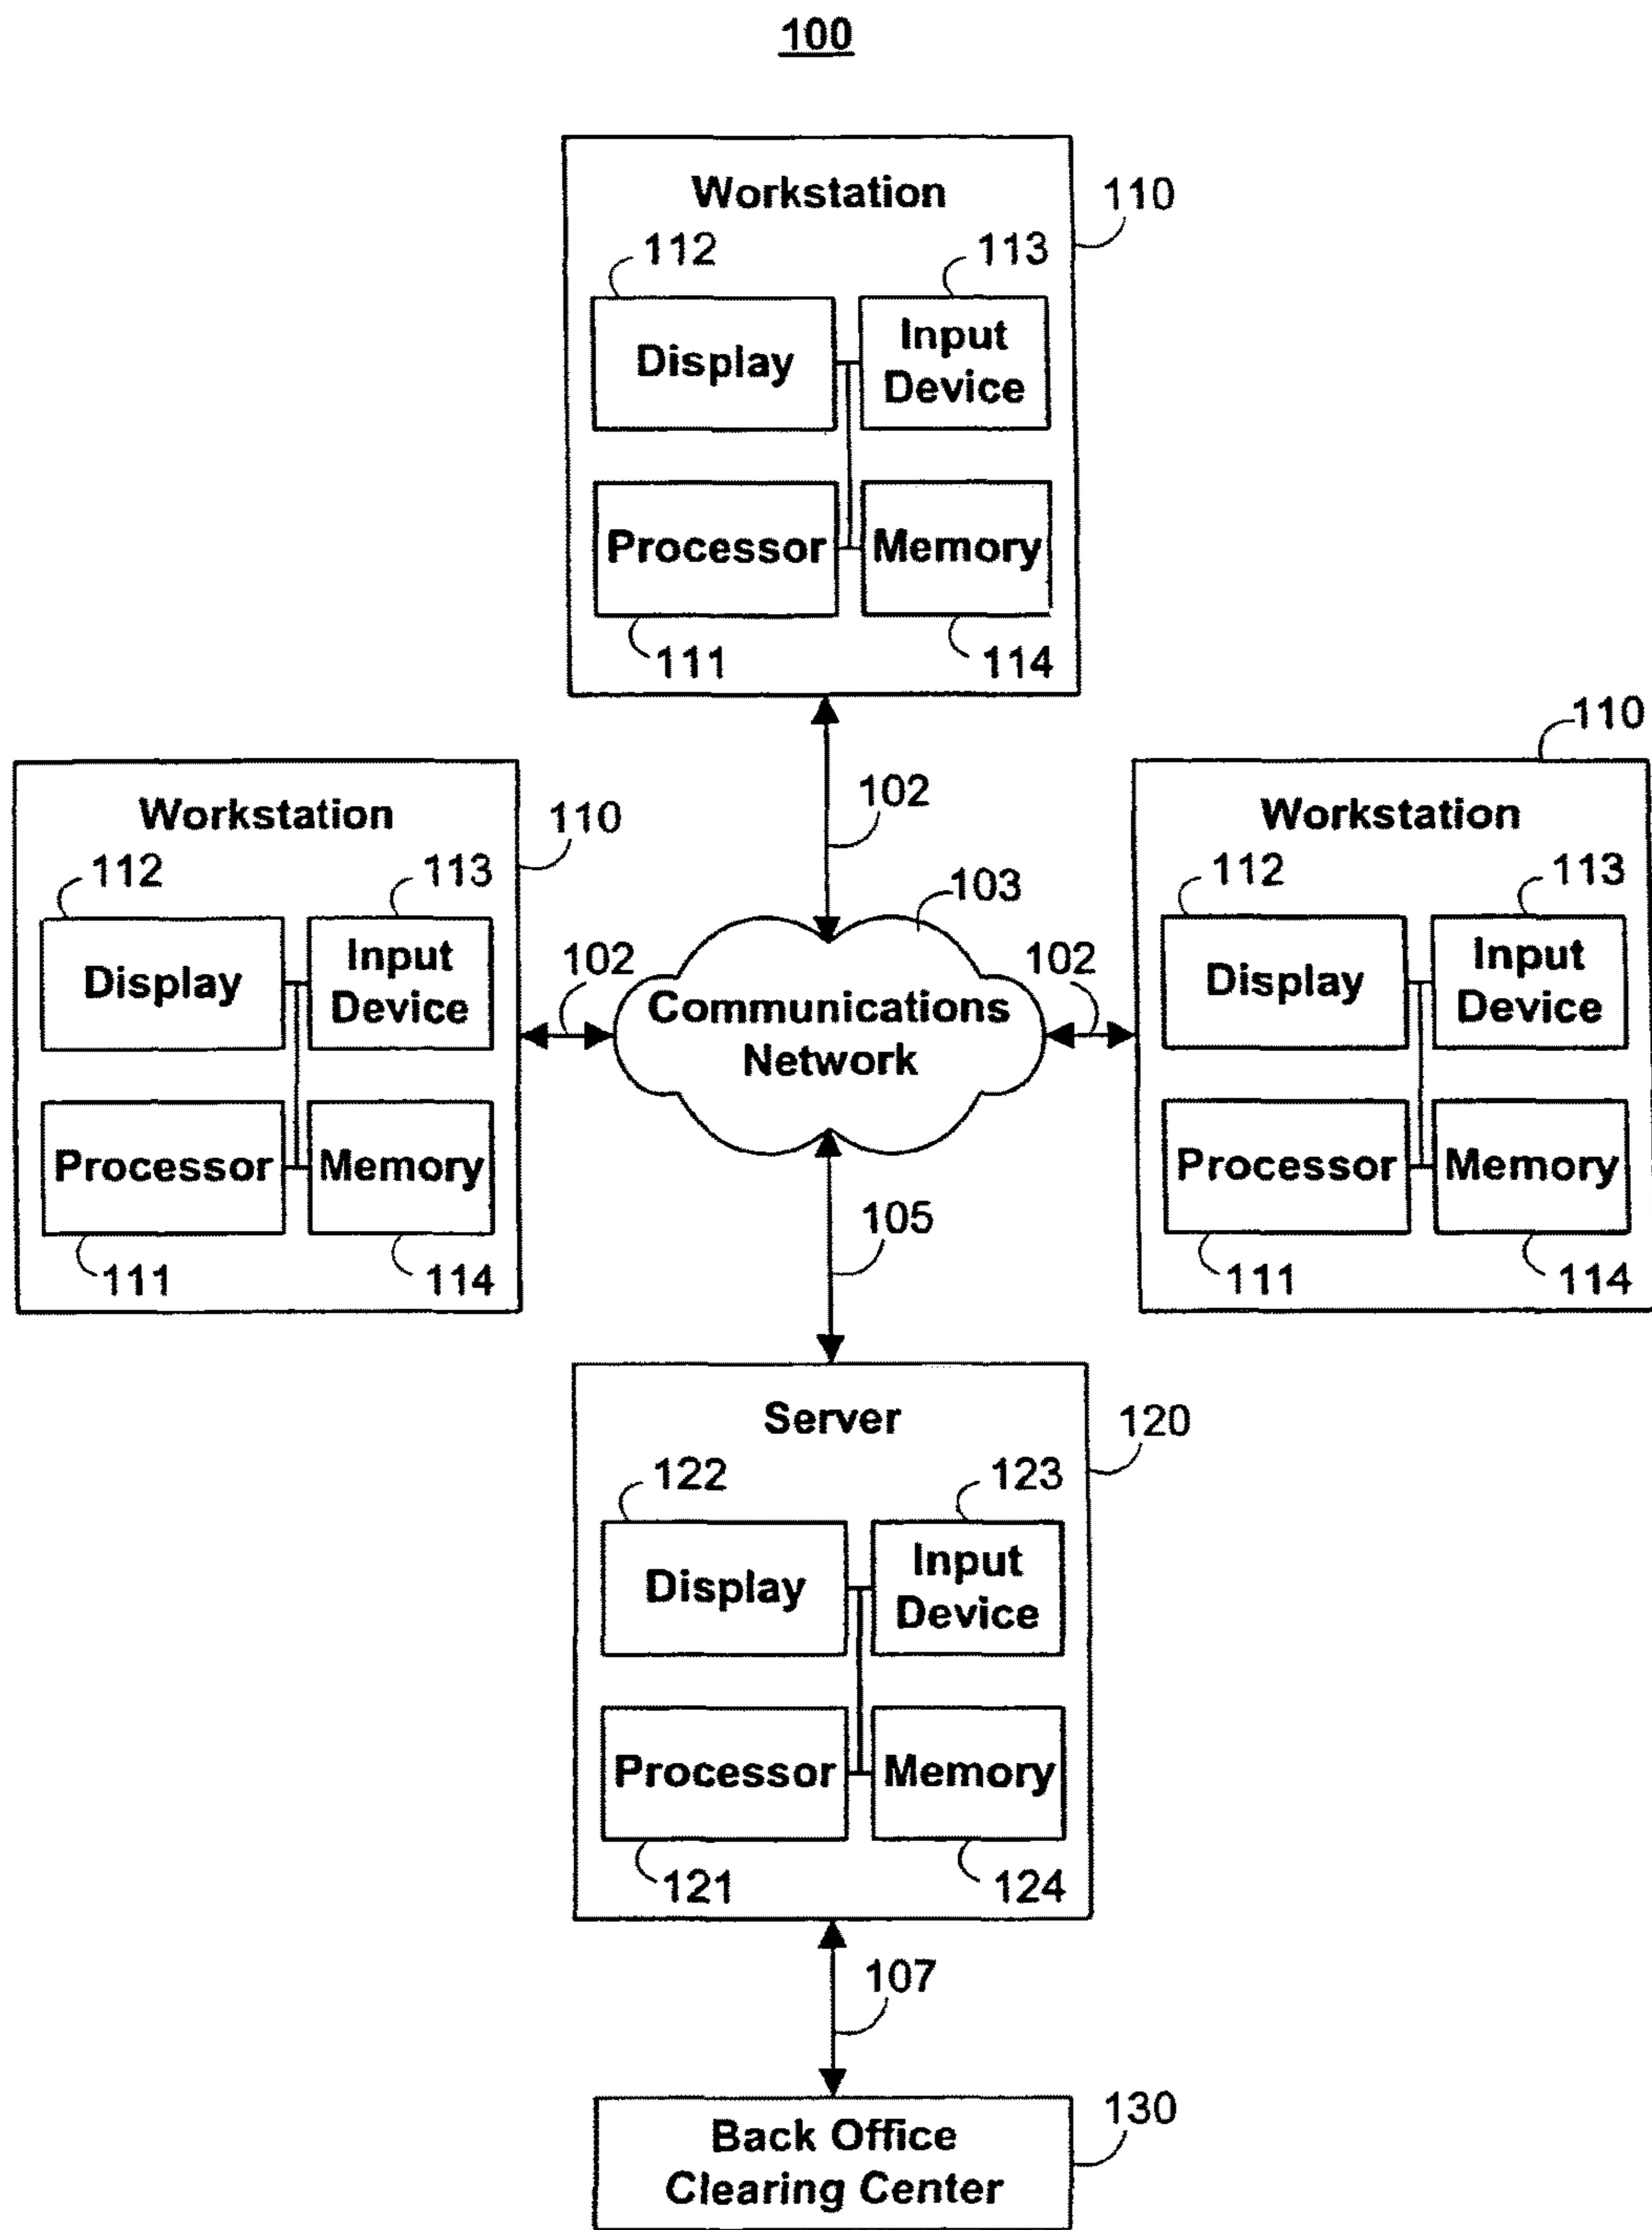 100
Workstation
110
112
113
Display
Input
Device
Processor
Memory
111
114
102
110
Workstation
110
112
113
Display
Input
Device
Processor
Memory
111
114
102
103
Communications
Network
102
Workstation
112
113
Display
Input
Device
Processor
Memory
111
114
105
Server
120
122
123
Display
Input
Device
Processor
Memory
121
124
107
130
Back Office
Clearing Center